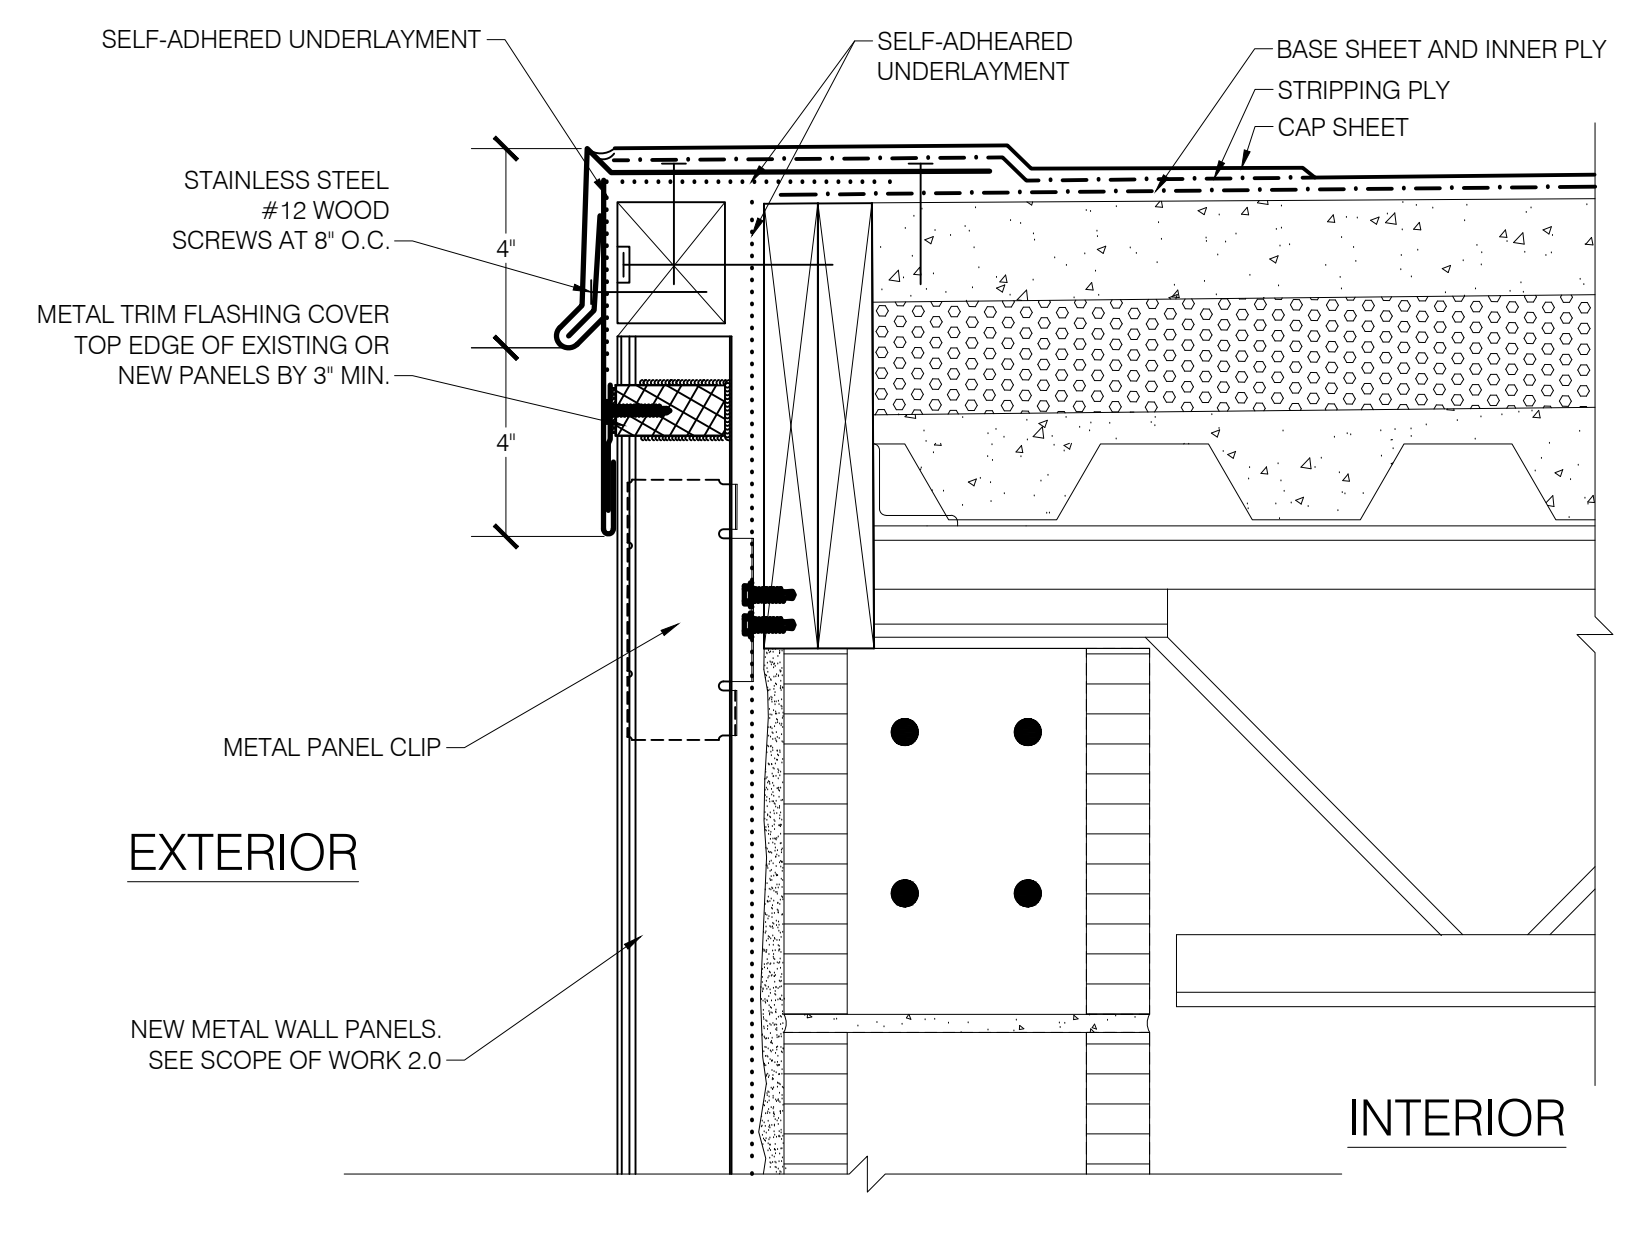 SELF-ADHERED UNDERLAYMENT
SELF-ADHEARED
UNDERLAYMENT
BASE SHEET AND INNER PLY
STRIPPING PLY
CAP SHEET
STAINLESS STEEL
#12 WOOD
SCREWS AT 8" O.C.
4"
METAL TRIM FLASHING COVER
TOP EDGE OF EXISTING OR
NEW PANELS BY 3" MIN.
4"
METAL PANEL CLIP
EXTERIOR
NEW METAL WALL PANELS.
SEE SCOPE OF WORK 2.0
INTERIOR